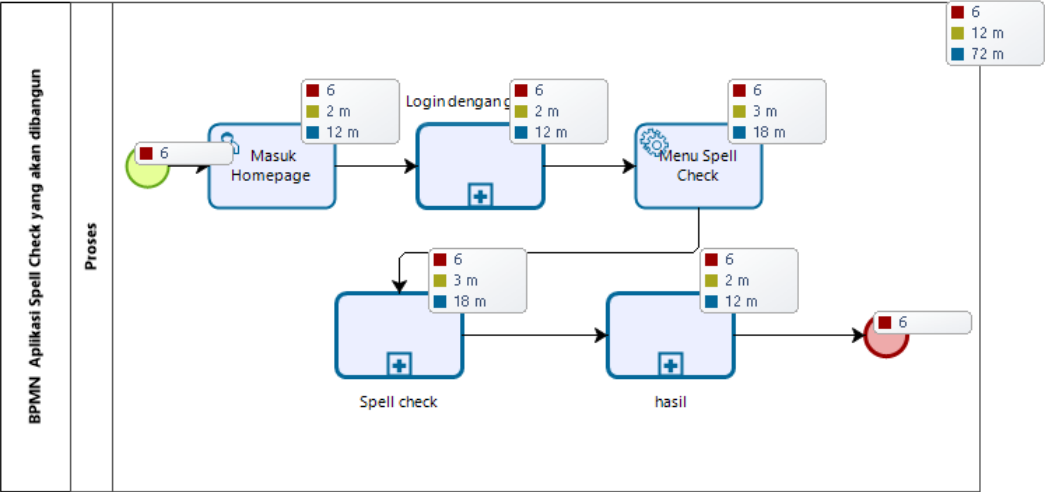 BPMN Aplikasi Spell Check yang akan dibangun
Proses
6
12 m
72 m
6
Masuk
Homepage
6
2 m
12 m
Login dengan
6
2 m
12 m
Menu Spell
Check
6
3 m
18 m
6
3 m
18 m
Spell check
6
2 m
12 m
hasil
6